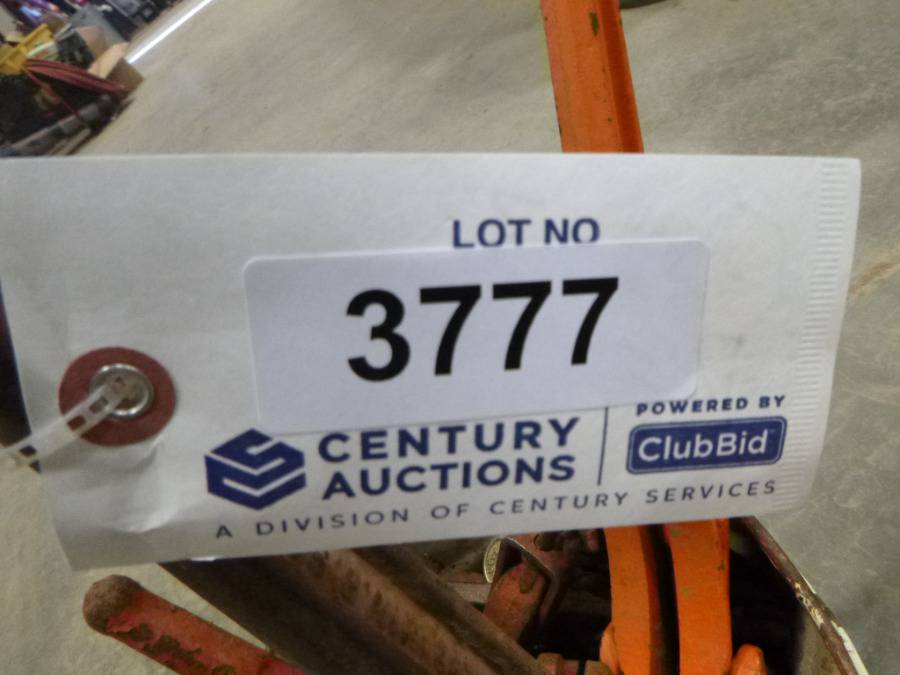 LOT NO
3777
CENTURY
AUCTIONS
POWERED BY
ClubBid
A DIVISION OF CENTURY SERVICES